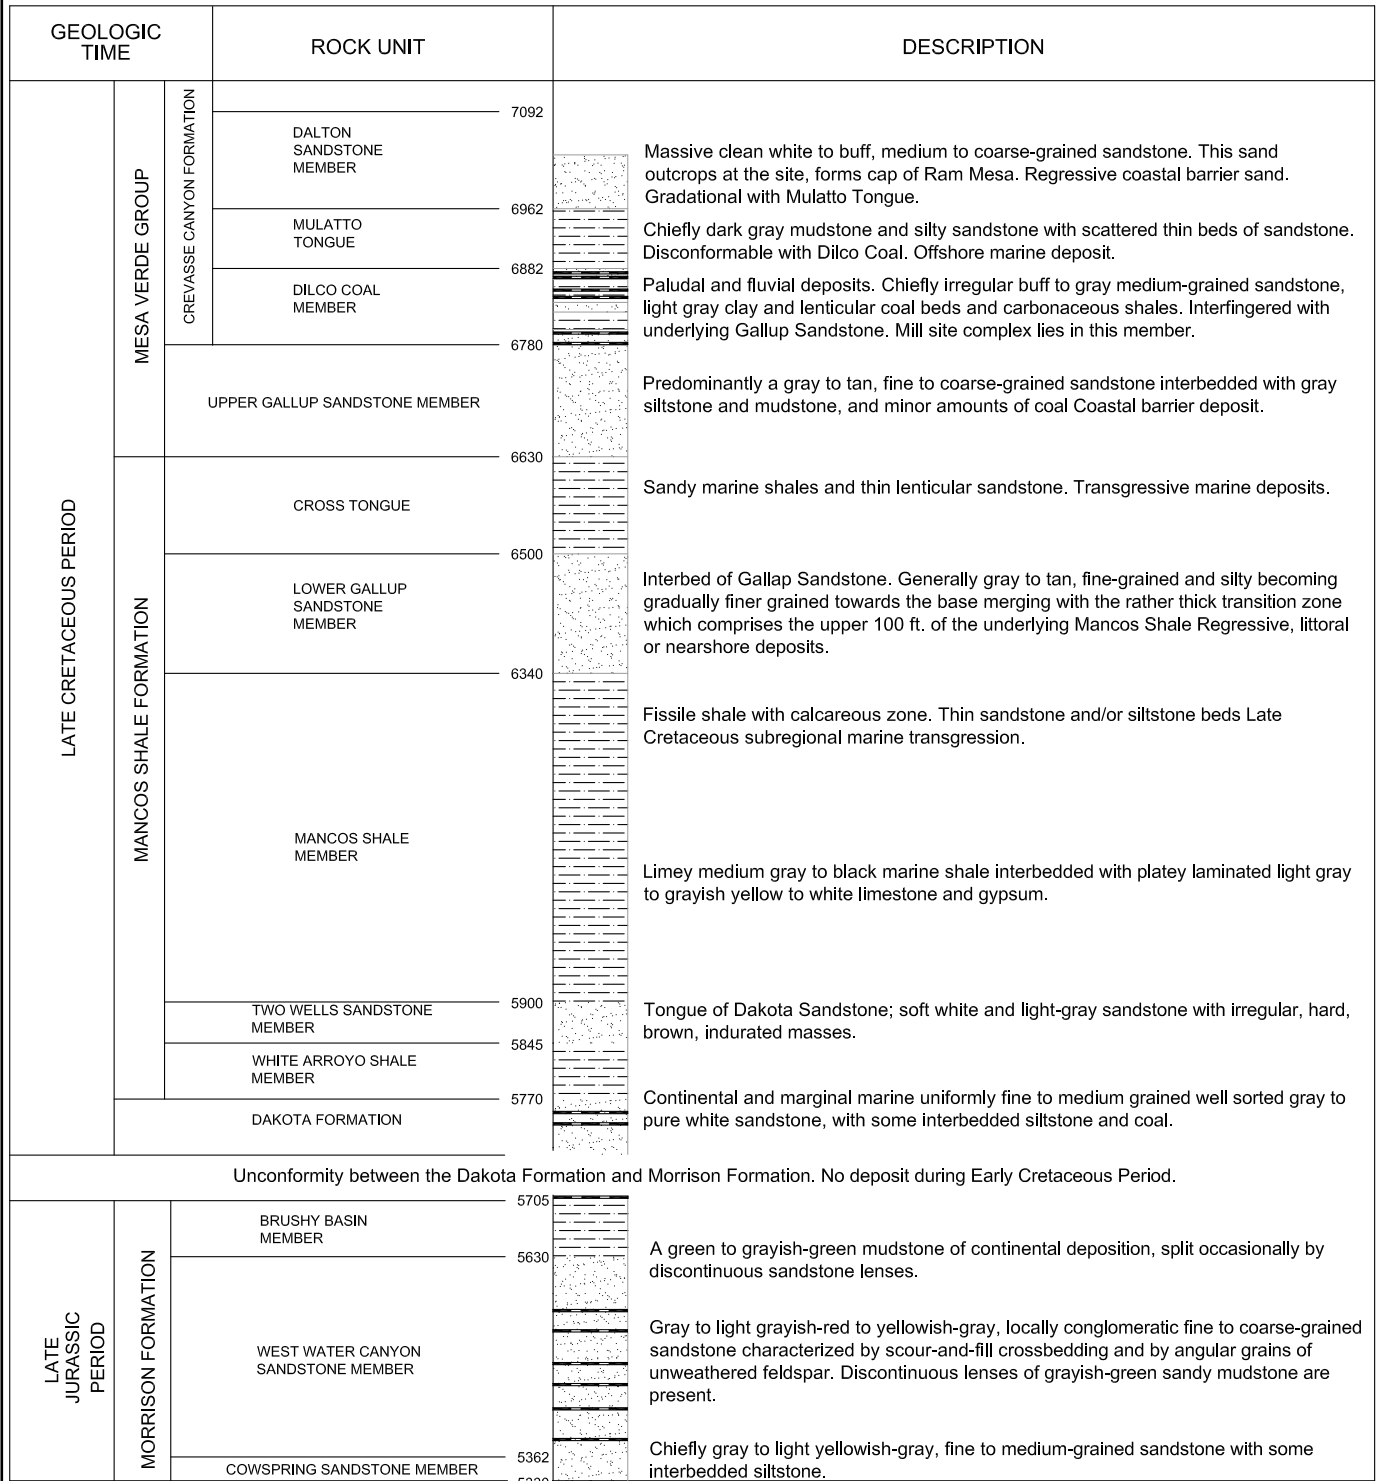 GEOLOGIC
TIME
ROCK UNIT
DESCRIPTION
LATE CRETACEOUS PERIOD
MESA VERDE GROUP
CREVASSE CANYON FORMATION
7092
DALTON
SANDSTONE
MEMBER
Massive clean white to buff, medium to coarse-grained sandstone. This sand
outcrops at the site, forms cap of Ram Mesa. Regressive coastal barrier sand.
Gradational with Mulatto Tongue.
6962
MULATTO
TONGUE
Chiefly dark gray mudstone and silty sandstone with scattered thin beds of sandstone.
Disconformable with Dilco Coal. Offshore marine deposit.
6882
DILCO COAL
MEMBER
Paludal and fluvial deposits. Chiefly irregular buff to gray medium-grained sandstone,
light gray clay and lenticular coal beds and carbonaceous shales. Interfingered with
underlying Gallup Sandstone. Mill site complex lies in this member.
6780
UPPER GALLUP SANDSTONE MEMBER
Predominantly a gray to tan, fine to coarse-grained sandstone interbedded with gray
siltstone and mudstone, and minor amounts of coal Coastal barrier deposit.
6630
MANCOS SHALE FORMATION
CROSS TONGUE
Sandy marine shales and thin lenticular sandstone. Transgressive marine deposits.
6500
LOWER GALLUP
SANDSTONE
MEMBER
Interbed of Gallap Sandstone. Generally gray to tan, fine-grained and silty becoming
gradually finer grained towards the base merging with the rather thick transition zone
which comprises the upper 100 ft. of the underlying Mancos Shale Regressive, littoral
or nearshore deposits.
6340
MANCOS SHALE
MEMBER
Fissile shale with calcareous zone. Thin sandstone and/or siltstone beds Late
Cretaceous subregional marine transgression.
Limey medium gray to black marine shale interbedded with platey laminated light gray
to grayish yellow to white limestone and gypsum.
5900
TWO WELLS SANDSTONE
MEMBER
Tongue of Dakota Sandstone; soft white and light-gray sandstone with irregular, hard,
brown, indurated masses.
5845
WHITE ARROYO SHALE
MEMBER
5770
DAKOTA FORMATION
Continental and marginal marine uniformly fine to medium grained well sorted gray to
pure white sandstone, with some interbedded siltstone and coal.
Unconformity between the Dakota Formation and Morrison Formation. No deposit during Early Cretaceous Period.
LATE
JURASSIC
PERIOD
MORRISON FORMATION
5705
BRUSHY BASIN
MEMBER
A green to grayish-green mudstone of continental deposition, split occasionally by
discontinuous sandstone lenses.
5630
WEST WATER CANYON
SANDSTONE MEMBER
Gray to light grayish-red to yellowish-gray, locally conglomeratic fine to coarse-grained
sandstone characterized by scour-and-fill crossbedding and by angular grains of
unweathered feldspar. Discontinuous lenses of grayish-green sandy mudstone are
present.
5362
COWSPRING SANDSTONE MEMBER
Chiefly gray to light yellowish-gray, fine to medium-grained sandstone with some
interbedded siltstone.